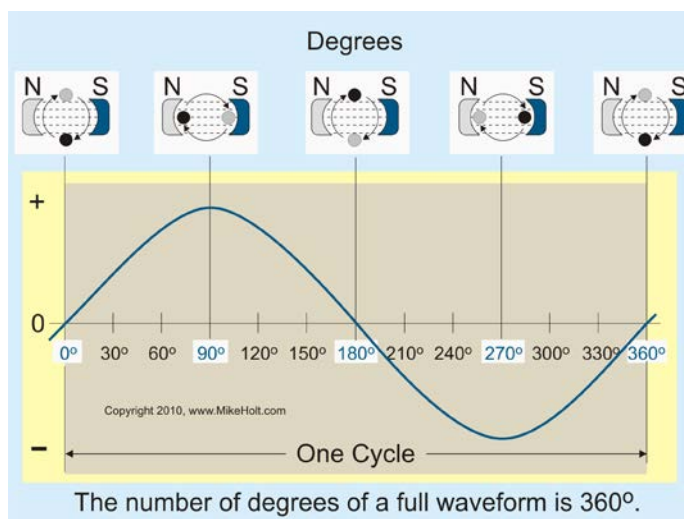 Degrees
N S N S N S N S N S
+
0
0º 30º 60º 90º 120º 150º 180º 210º 240º 270º 300º 330º 360º
Copyright 2010, www.MikeHolt.com
–
One Cycle
The number of degrees of a full waveform is 360º.